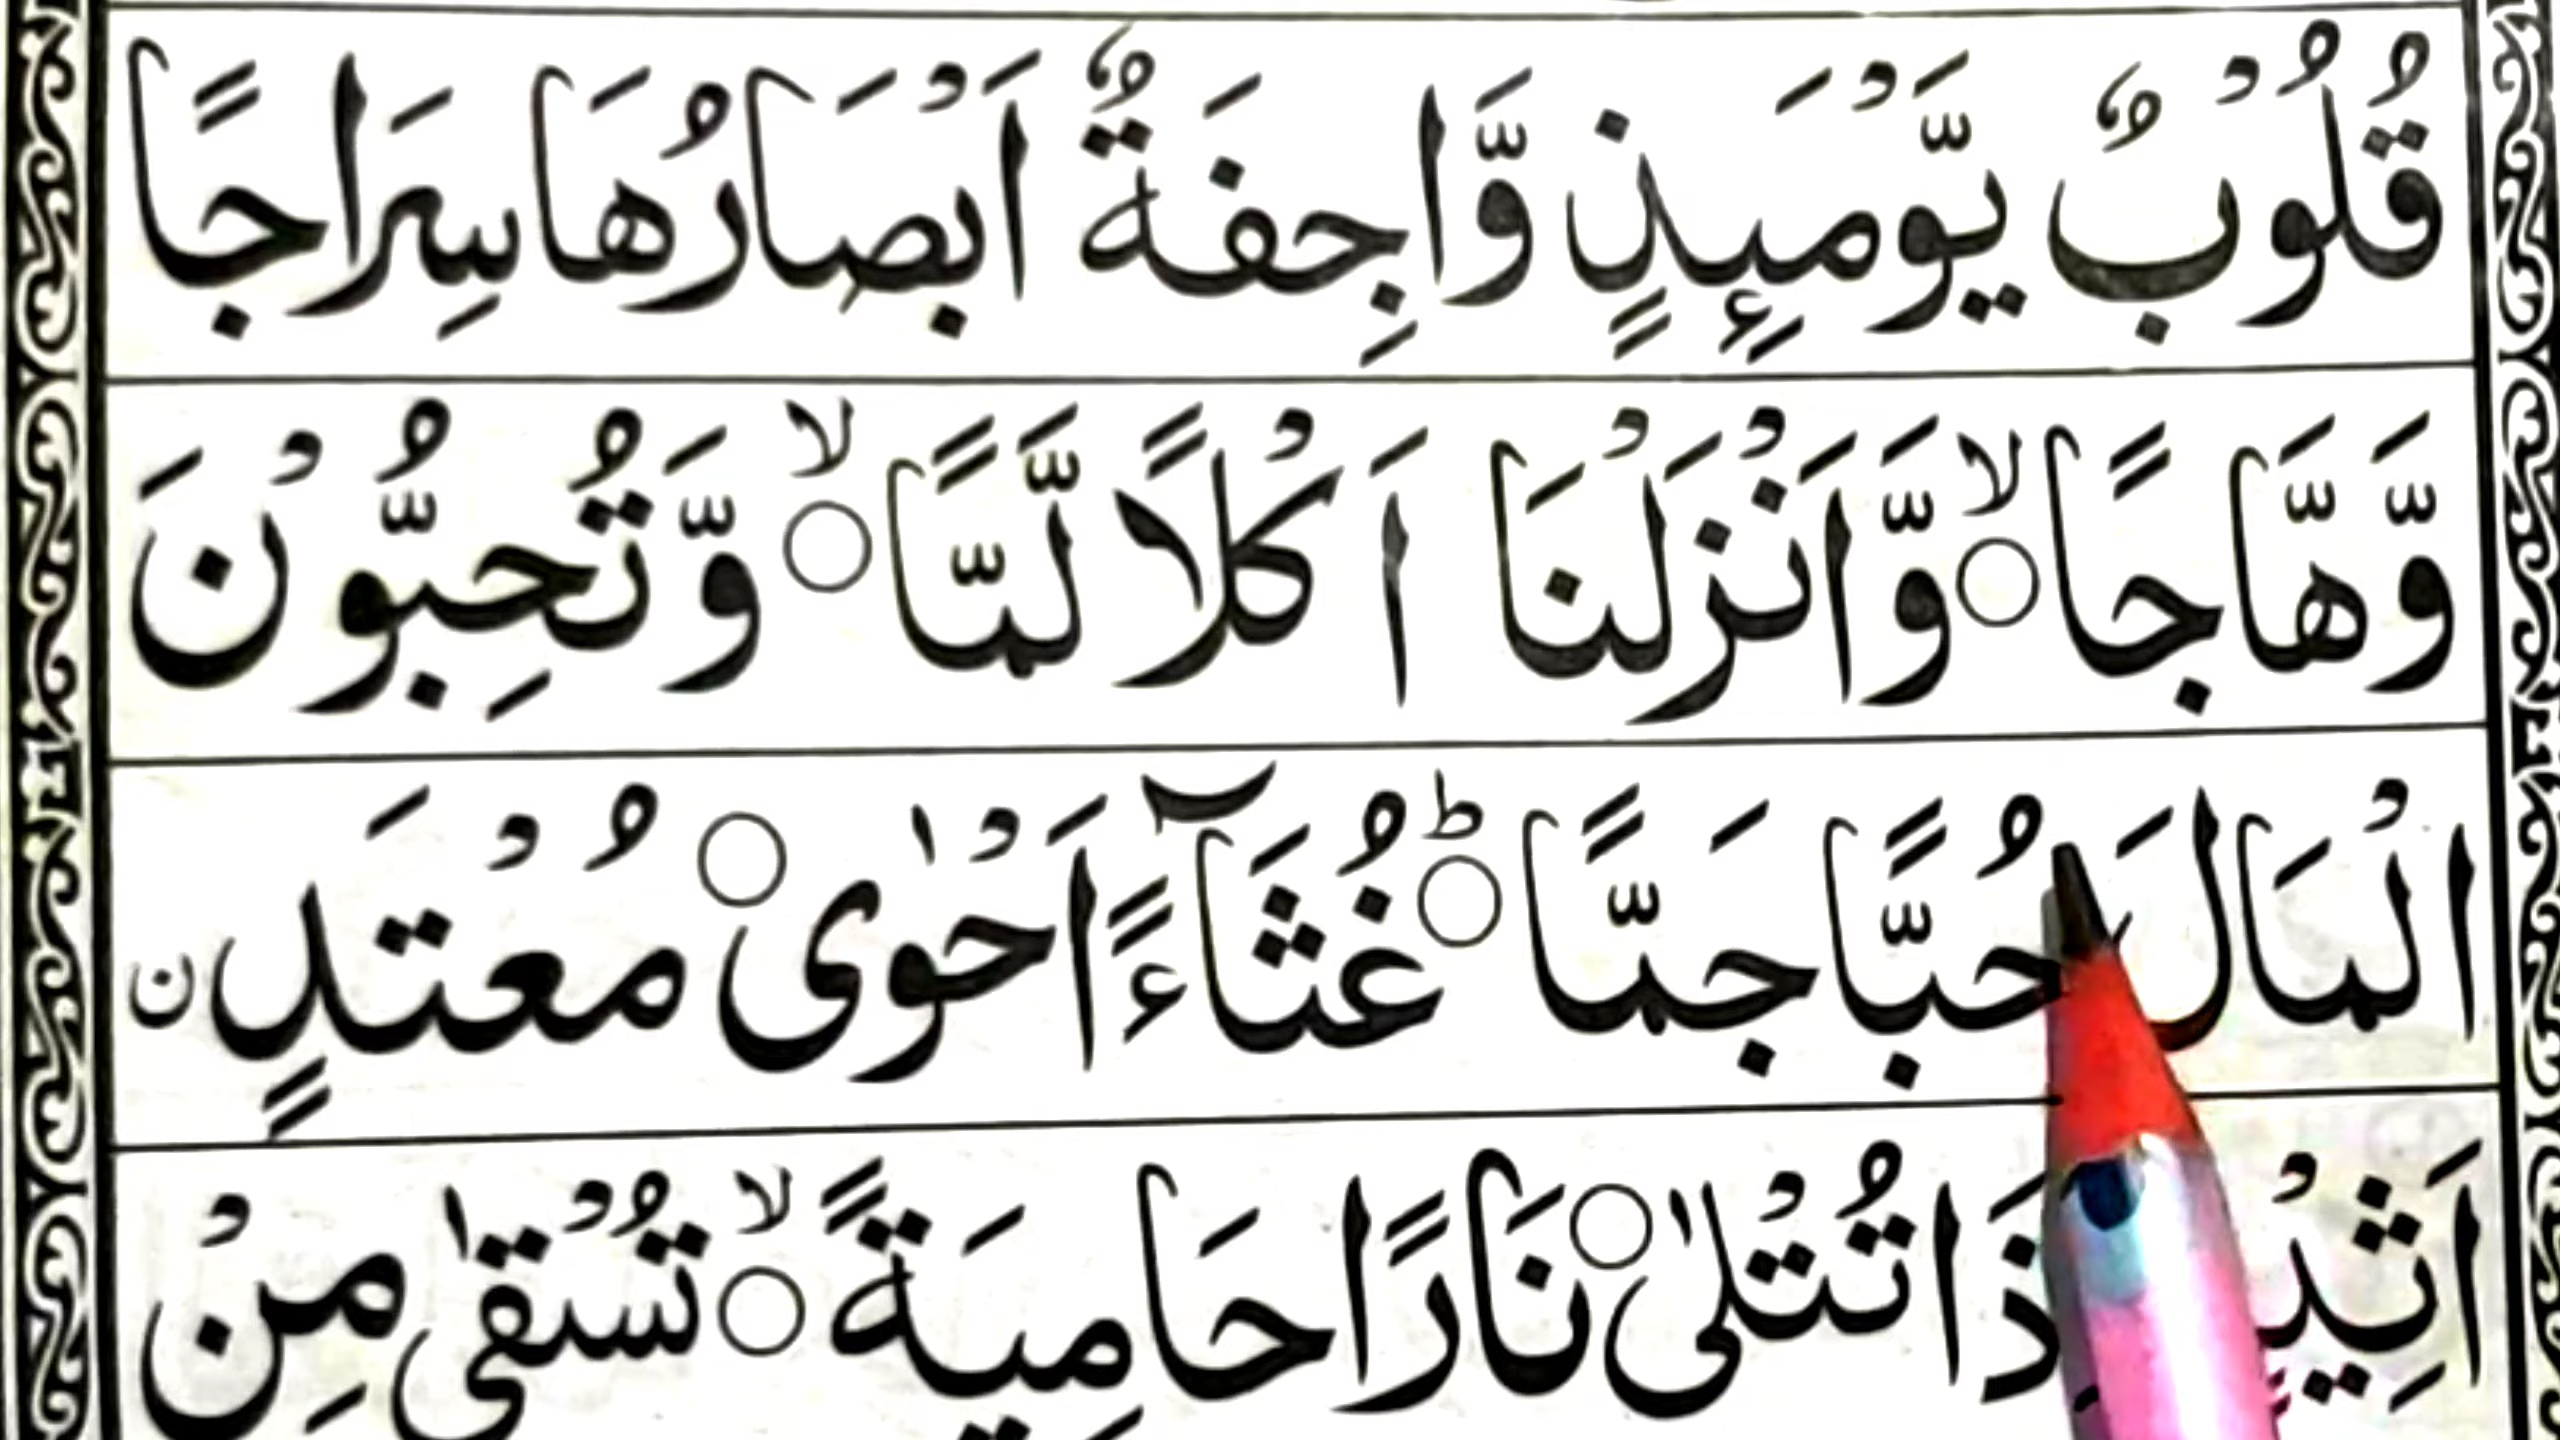 قُلُوْبٌ يَّوْمَىِٕذٍ وَّاجِفَةٌ اَبْصَارُهَا سِرَاجًا
وَّهَّاجًا ○ۙ وَّاَنْزَلْنَا اَكْلًا لَّمًّا ○ۙ وَّتُحِبُّوْنَ
الْمَالَ حُبًّا جَمًّا ○ؕ غُثَآءً اَحْوٰى ○ مُعْتَدٍ ن
تُتْلٰى ○ نَارًا حَامِيَةً ○ۙ تُسْقٰى مِنْ